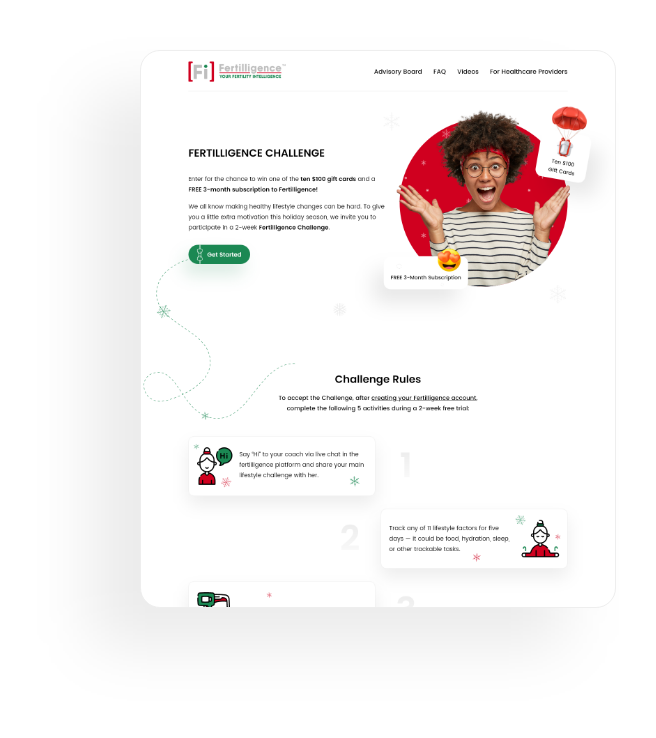 [Fi] Fertilligence™
YOUR FERTILITY INTELLIGENCE
Advisory Board FAQ Videos For Healthcare Providers
FERTILLIGENCE CHALLENGE
Enter for the chance to win one of the ten $100 gift cards and a
FREE 3-month subscription to Fertilligence!
We all know making healthy lifestyle changes can be hard. To give
you a little extra motivation this holiday season, we invite you to
participate in a 2-week Fertilligence Challenge.
Get Started
Ten $100
Gift Cards
FREE 3-Month Subscription
Challenge Rules
To accept the Challenge, after creating your Fertilligence account,
complete the following 5 activities during a 2-week free trial:
Hi
Say "Hi" to your coach via live chat in the
fertilligence platform and share your main
lifestyle challenge with her.
1
2
Track any of 11 lifestyle factors for five
days — it could be food, hydration, sleep,
or other trackable tasks.
3